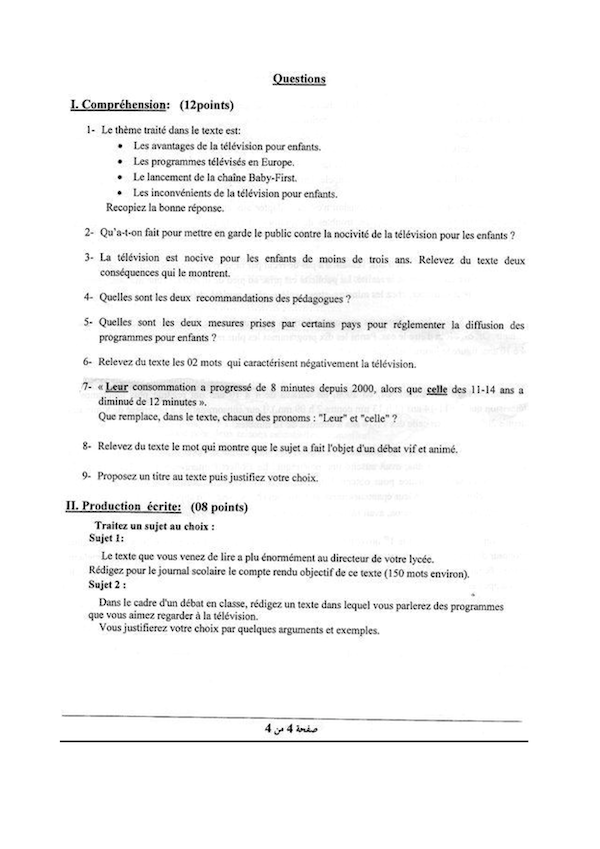 Questions
I. Compréhension: (12points)
1- Le thème traité dans le texte est:
• Les avantages de la télévision pour enfants.
• Les programmes télévisés en Europe.
• Le lancement de la chaîne Baby-First.
• Les inconvénients de la télévision pour enfants.
Recopiez la bonne réponse.
2- Qu'a-t-on fait pour mettre en garde le public contre la nocivité de la télévision pour les enfants ?
3- La télévision est nocive pour les enfants de moins de trois ans. Relevez du texte deux
conséquences qui le montrent.
4- Quelles sont les deux recommandations des pédagogues ?
5- Quelles sont les deux mesures prises par certains pays pour réglementer la diffusion des
programmes pour enfants ?
6- Relevez du texte les 02 mots qui caractérisent négativement la télévision.
7- « Leur consommation a progressé de 8 minutes depuis 2000, alors que celle des 11-14 ans a
diminué de 12 minutes ».
Que remplace, dans le texte, chacun des pronoms : "Leur" et "celle" ?
8- Relevez du texte le mot qui montre que le sujet a fait l'objet d'un débat vif et animé.
9- Proposez un titre au texte puis justifiez votre choix.
II. Production écrite: (08 points)
Traitez un sujet au choix :
Sujet 1:
Le texte que vous venez de lire a plu énormément au directeur de votre lycée.
Rédigez pour le journal scolaire le compte rendu objectif de ce texte (150 mots environ).
Sujet 2 :
Dans le cadre d'un débat en classe, rédigez un texte dans lequel vous parlerez des programmes
que vous aimez regarder à la télévision.
Vous justifierez votre choix par quelques arguments et exemples.
صفحة 4 من 4